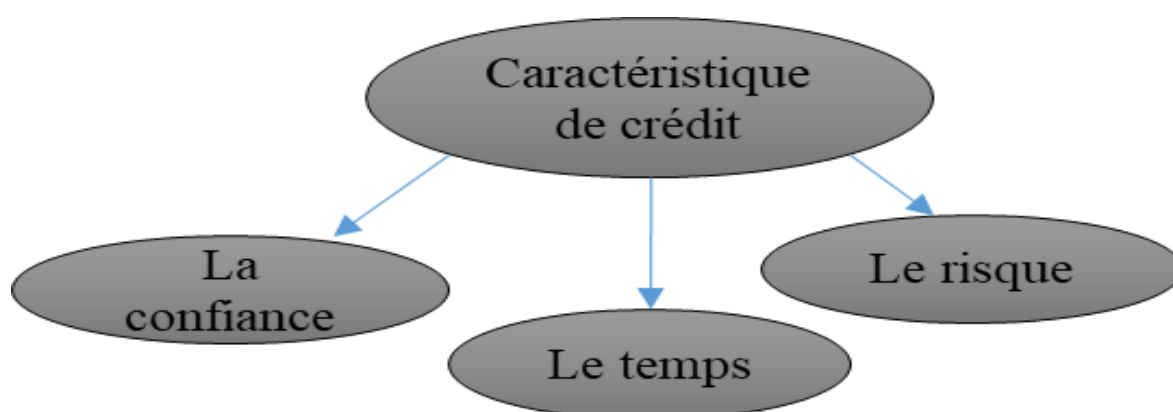 Caractéristique
de crédit
La
confiance
Le temps
Le risque